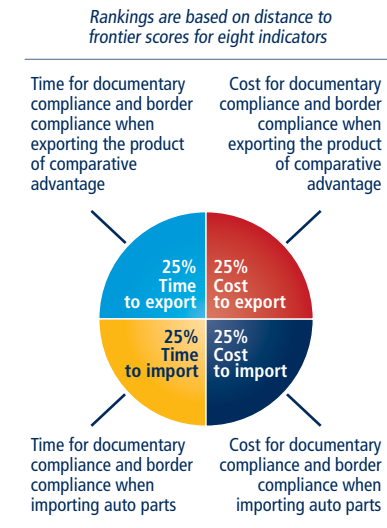 Rankings are based on distance to
frontier scores for eight indicators
Time for documentary
compliance and border
compliance when
exporting the product
of comparative
advantage
Cost for documentary
compliance and border
compliance when
exporting the product
of comparative
advantage
25%
Time
to export
25%
Cost
to export
25%
Time
to import
25%
Cost
to import
Time for documentary
compliance and border
compliance when
importing auto parts
Cost for documentary
compliance and border
compliance when
importing auto parts